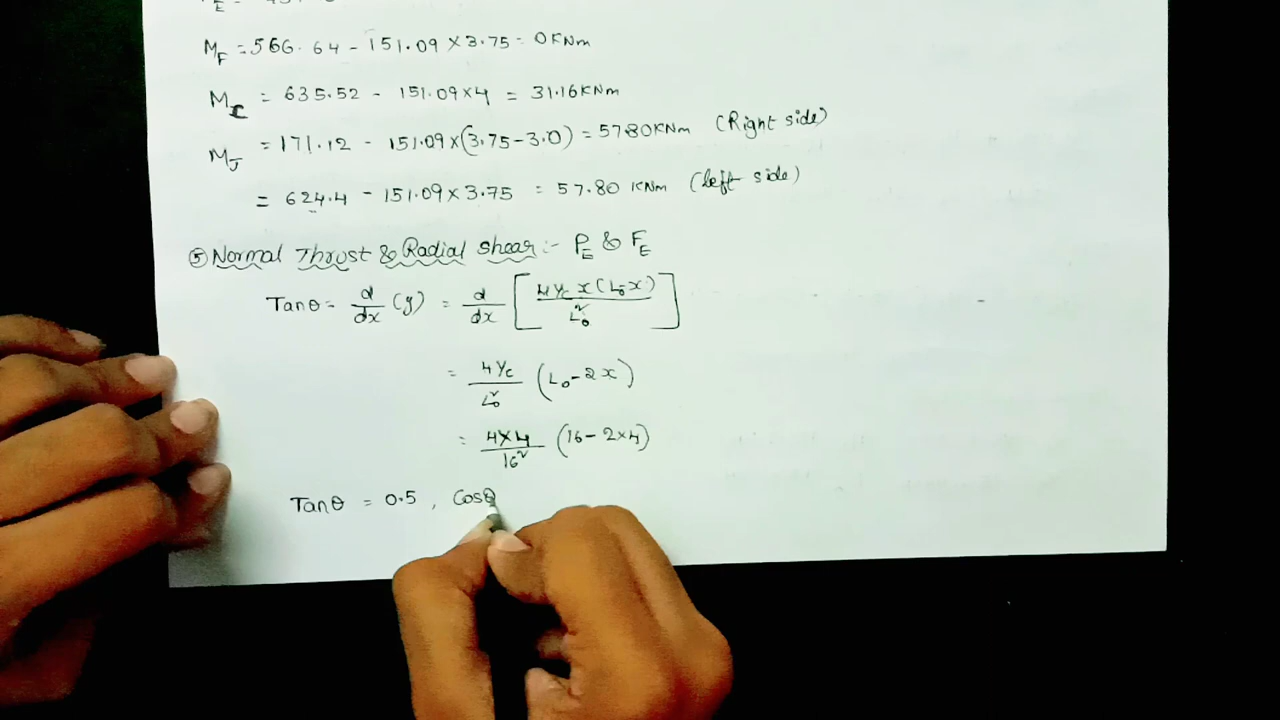 M_F = 566.64 - 151.09 × 3.75 = 0 KNm
M_C = 635.52 - 151.09×4 = 31.16 KNm
M_J = 171.12 - 151.09×(3.75-3.0) = 57.80 KNm (Right side)
= 624.4 - 151.09×3.75 = 57.80 KNm (left side)
⑤ Normal Thrust & Radial Shear :- P_E & F_E
Tanθ = d/dx (y) = d/dx [4y_c x (L_0-x) / L_0²]
= 4y_c / L_0² (L_0 - 2x)
= 4×4 / 16² (16 - 2×4)
Tanθ = 0.5 , Cosθ